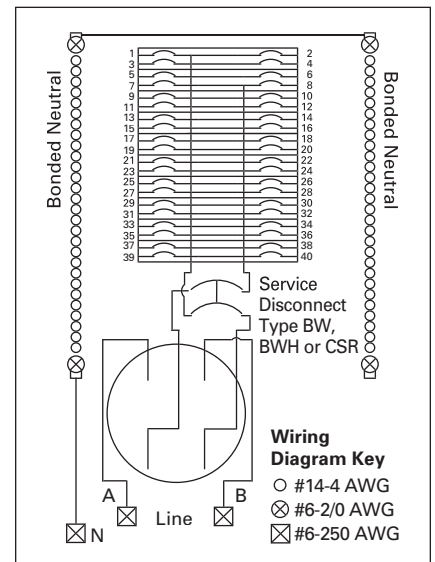 Bonded Neutral
1 2
3 4
5 6
7 8
9 10
11 12
13 14
15 16
17 18
19 20
21 22
23 24
25 26
27 28
29 30
31 32
33 34
35 36
37 38
39 40
Bonded Neutral
Service
Disconnect
Type BW,
BWH or CSR
A
B
Line
N
Wiring
Diagram Key
#14-4 AWG
#6-2/0 AWG
#6-250 AWG